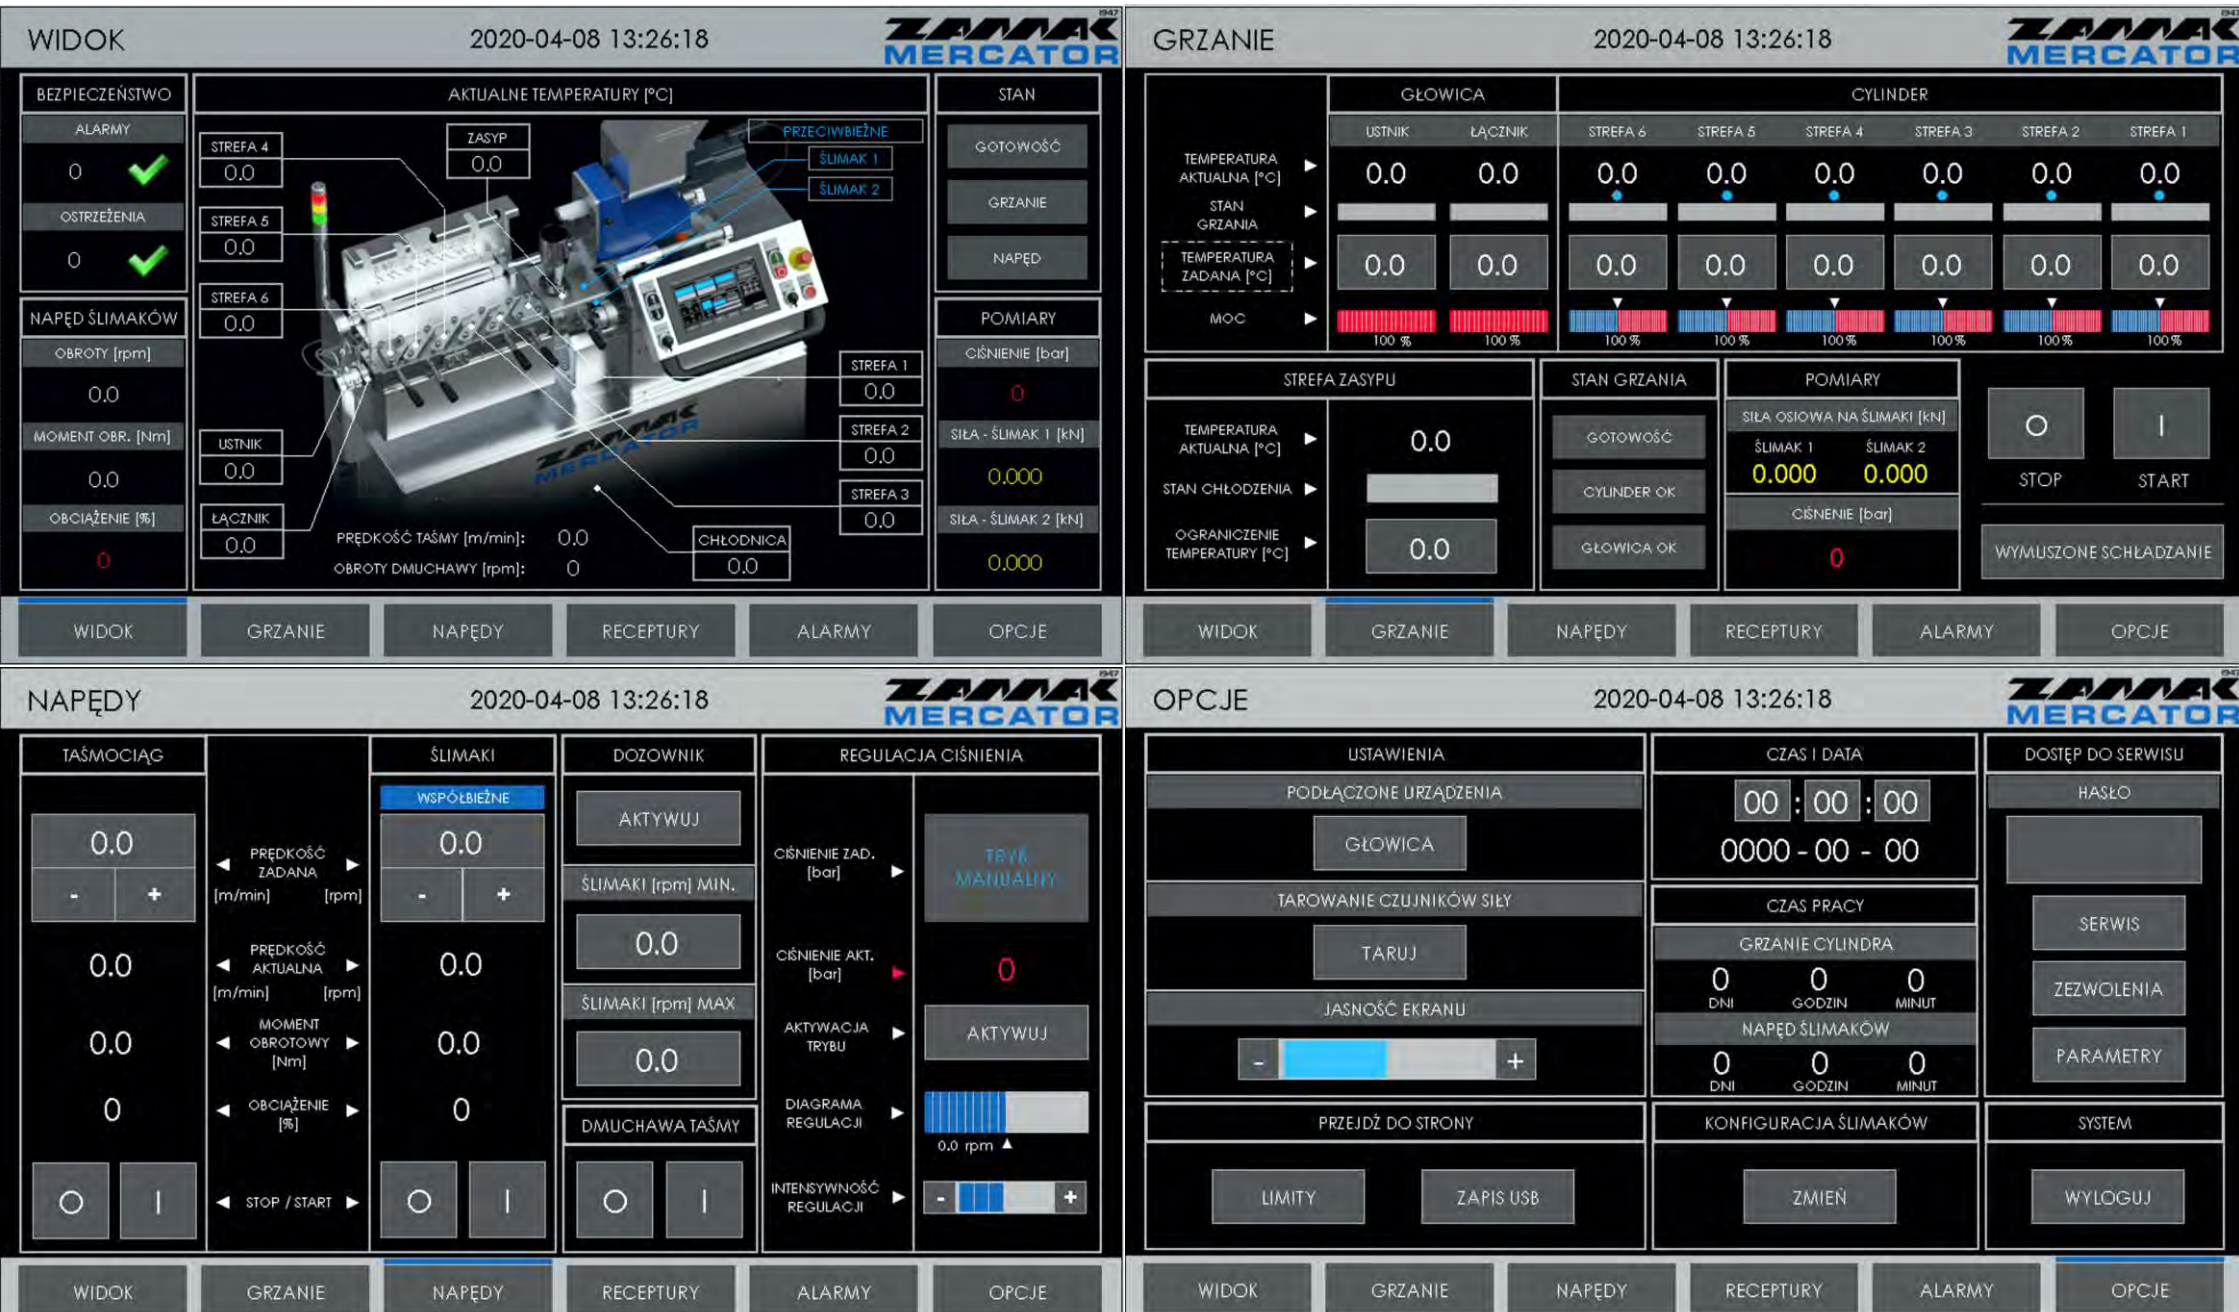 WIDOK
2020-04-08 13:26:18
1947
ZAMAK
MERCATOR
BEZPIECZEŃSTWO
ALARMY
0
OSTRZEŻENIA
0
NAPĘD ŚLIMAKÓW
OBROTY [rpm]
0.0
MOMENT OBR. [Nm]
0.0
OBCIĄŻENIE [%]
0
AKTUALNE TEMPERATURY [°C]
STREFA 4
0.0
ZASYP
0.0
PRZECIWBIEŻNE
ŚLIMAK 1
ŚLIMAK 2
STREFA 5
0.0
STREFA 6
0.0
STREFA 1
0.0
STREFA 2
0.0
STREFA 3
0.0
USTNIK
0.0
ŁĄCZNIK
0.0
ZAMAK
MERCATOR
PRĘDKOŚĆ TAŚMY [m/min]: 0.0
OBROTY DMUCHAWY [rpm]: 0
CHŁODNICA
0.0
STAN
GOTOWOŚĆ
GRZANIE
NAPĘD
POMIARY
CIŚNIENIE [bar]
0
SIŁA - ŚLIMAK 1 [kN]
0.000
SIŁA - ŚLIMAK 2 [kN]
0.000
WIDOK GRZANIE NAPĘDY RECEPTURY ALARMY OPCJE
GRZANIE
2020-04-08 13:26:18
1947
ZAMAK
MERCATOR
GŁOWICA CYLINDER
USTNIK ŁĄCZNIK STREFA 6 STREFA 5 STREFA 4 STREFA 3 STREFA 2 STREFA 1
TEMPERATURA
AKTUALNA [°C]
0.0 0.0 0.0 0.0 0.0 0.0 0.0 0.0
STAN
GRZANIA
TEMPERATURA
ZADANA [°C]
0.0 0.0 0.0 0.0 0.0 0.0 0.0 0.0
MOC
100 % 100 % 100 % 100 % 100 % 100 % 100 % 100 %
STREFA ZASYPU
TEMPERATURA
AKTUALNA [°C]
0.0
STAN CHŁODZENIA
OGRANICZENIE
TEMPERATURY [°C]
0.0
STAN GRZANIA
GOTOWOŚĆ
CYLINDER OK
GŁOWICA OK
POMIARY
SIŁA OSIOWA NA ŚLIMAKI [kN]
ŚLIMAK 1 ŚLIMAK 2
0.000 0.000
CIŚNENIE [bar]
0
O I
STOP START
WYMUSZONE SCHŁADZANIE
WIDOK GRZANIE NAPĘDY RECEPTURY ALARMY OPCJE
NAPĘDY
2020-04-08 13:26:18
1947
ZAMAK
MERCATOR
TAŚMOCIĄG
0.0
- +
0.0
0.0
0
O I
PRĘDKOŚĆ
ZADANA
[m/min] [rpm]
PRĘDKOŚĆ
AKTUALNA
[m/min] [rpm]
MOMENT
OBROTOWY
[Nm]
OBCIĄŻENIE
[%]
STOP / START
ŚLIMAKI
WSPÓŁBIEŻNE
0.0
- +
0.0
0.0
0
O I
DOZOWNIK
AKTYWUJ
ŚLIMAKI [rpm] MIN.
0.0
ŚLIMAKI [rpm] MAX
0.0
DMUCHAWA TAŚMY
O I
REGULACJA CIŚNIENIA
CIŚNIENIE ZAD.
[bar]
TRYB
MANUALNY
CIŚNIENIE AKT.
[bar]
0
AKTYWACJA
TRYBU
AKTYWUJ
DIAGRAMA
REGULACJI
0.0 rpm
INTENSYWNOŚĆ
REGULACJI
- +
WIDOK GRZANIE NAPĘDY RECEPTURY ALARMY OPCJE
OPCJE
2020-04-08 13:26:18
1947
ZAMAK
MERCATOR
USTAWIENIA
PODŁĄCZONE URZĄDZENIA
GŁOWICA
TAROWANIE CZUJNIKÓW SIŁY
TARUJ
JASNOŚĆ EKRANU
- +
PRZEJDŹ DO STRONY
LIMITY ZAPIS USB
CZAS I DATA
00 : 00 : 00
0000 - 00 - 00
CZAS PRACY
GRZANIE CYLINDRA
0 0 0
DNI GODZIN MINUT
NAPĘD ŚLIMAKÓW
0 0 0
DNI GODZIN MINUT
KONFIGURACJA ŚLIMAKÓW
ZMIEŃ
DOSTĘP DO SERWISU
HASŁO
SERWIS
ZEZWOLENIA
PARAMETRY
SYSTEM
WYLOGUJ
WIDOK GRZANIE NAPĘDY RECEPTURY ALARMY OPCJE